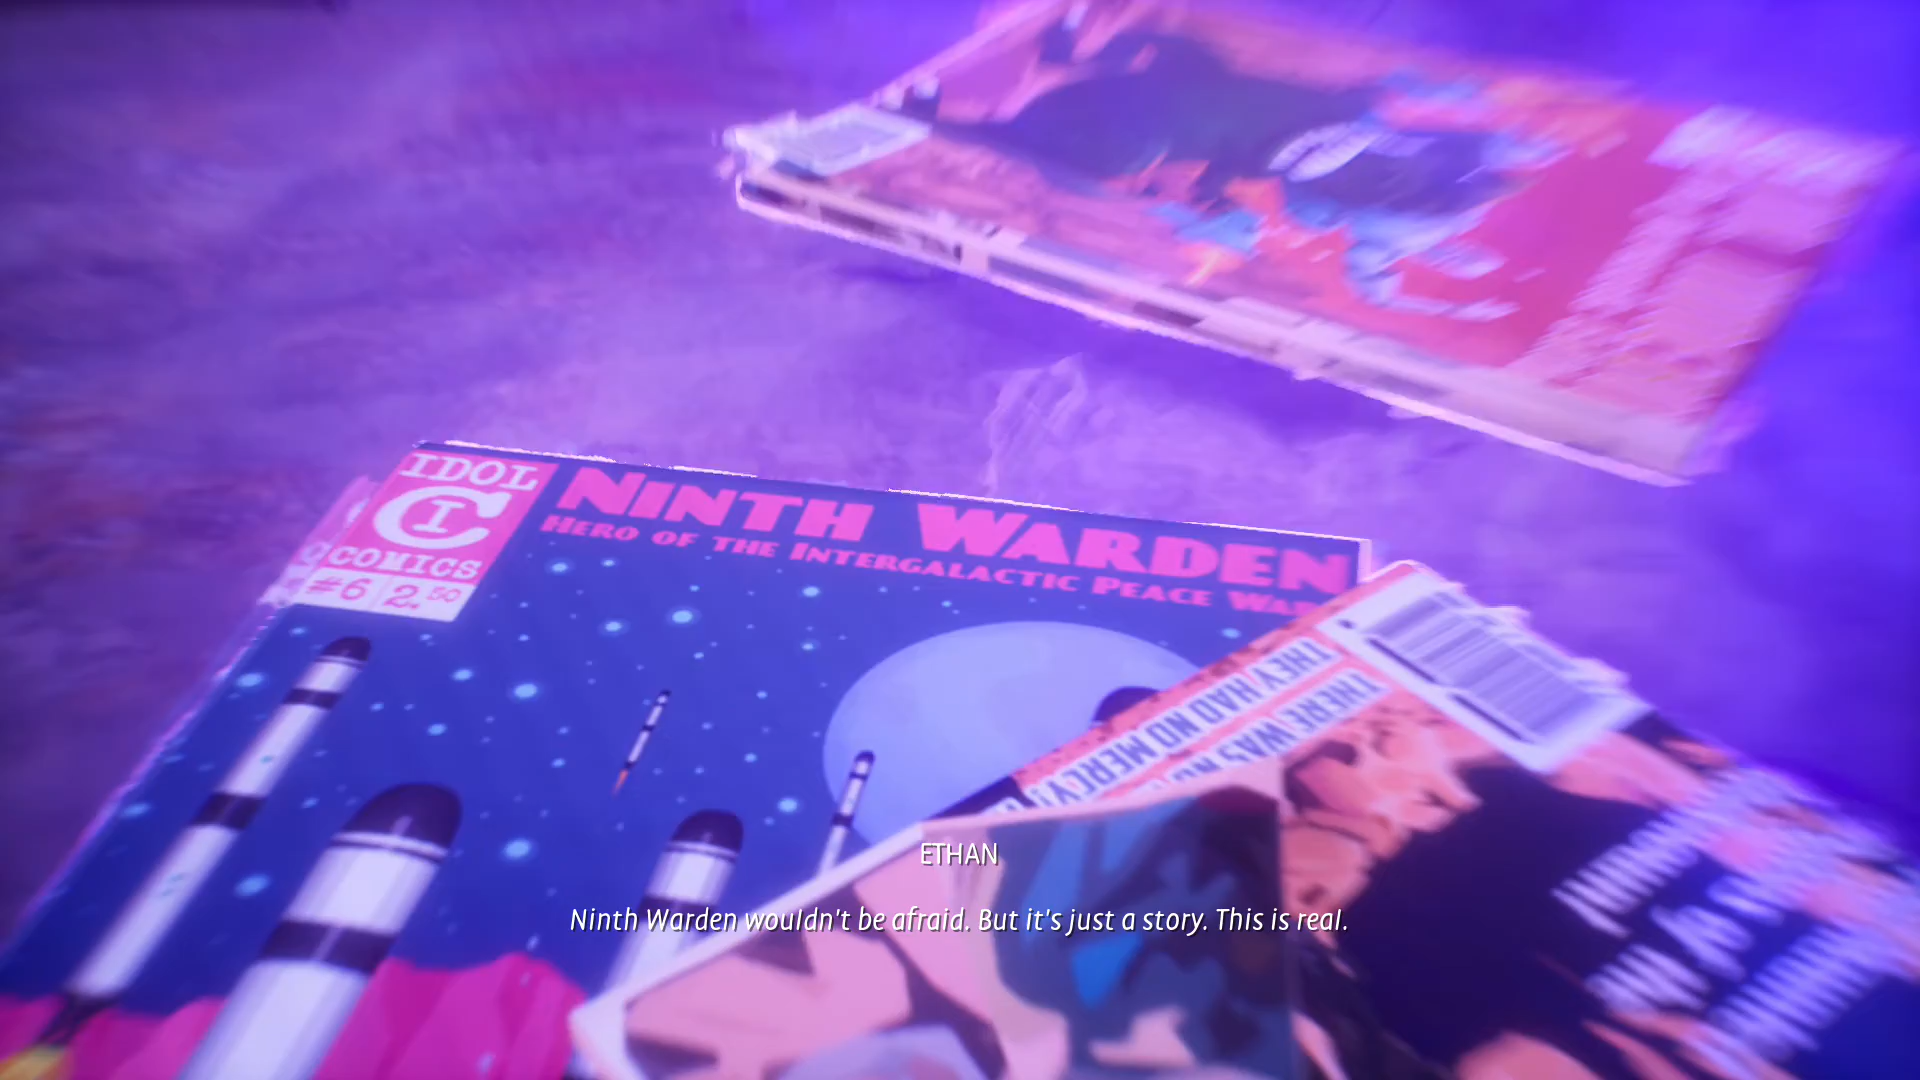 IDOL
CI
COMICS
#6 2.50
NINTH WARDEN
HERO OF THE INTERGALACTIC PEACE
THEY HAD NO MERCY!
THERE WAS
ETHAN
Ninth Warden wouldn't be afraid. But it's just a story. This is real.